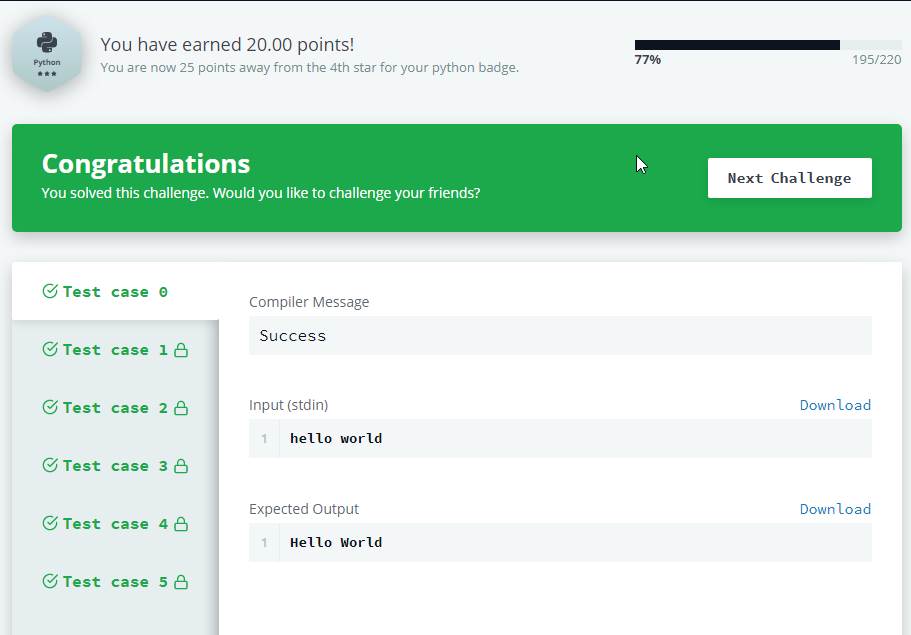 Python
You have earned 20.00 points!
You are now 25 points away from the 4th star for your python badge.
77%
195/220
Congratulations
You solved this challenge. Would you like to challenge your friends?
Next Challenge
Test case 0
Test case 1
Test case 2
Test case 3
Test case 4
Test case 5
Compiler Message
Success
Input (stdin)
Download
1 hello world
Expected Output
Download
1 Hello World